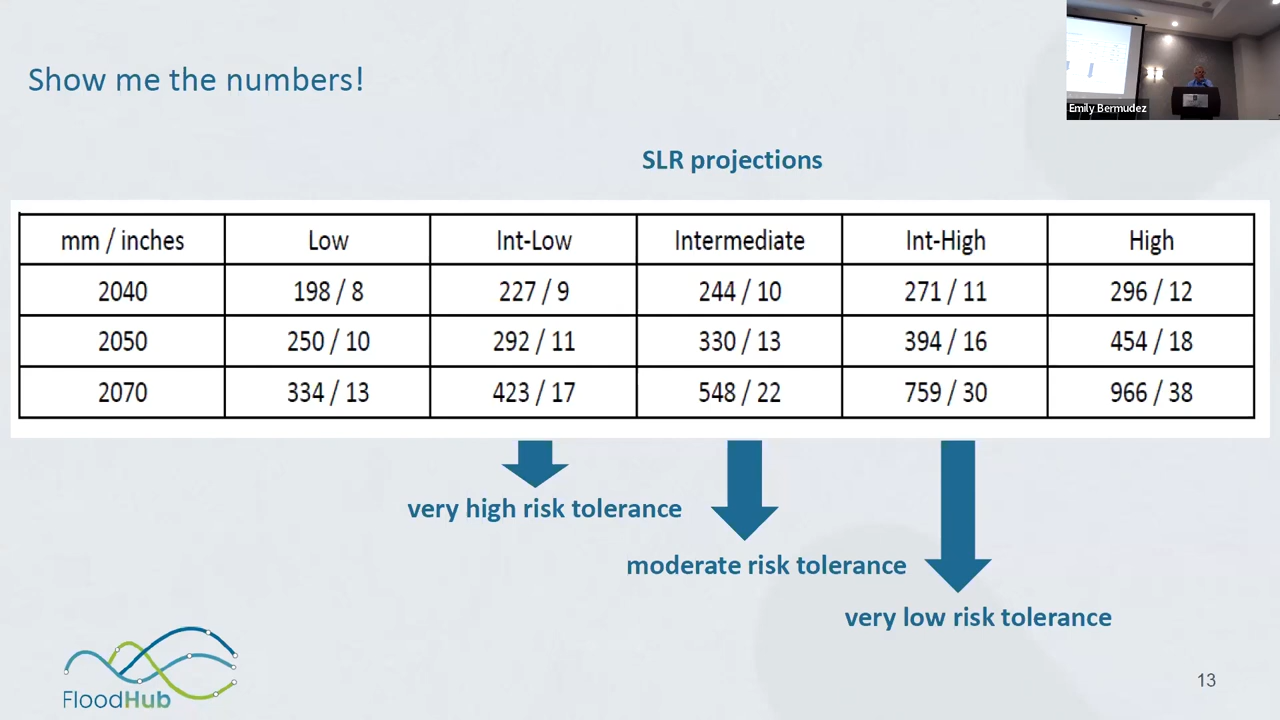 Show me the numbers!
Emily Bermudez
SLR projections
mm / inches Low Int-Low Intermediate Int-High High
2040 198 / 8 227 / 9 244 / 10 271 / 11 296 / 12
2050 250 / 10 292 / 11 330 / 13 394 / 16 454 / 18
2070 334 / 13 423 / 17 548 / 22 759 / 30 966 / 38
very high risk tolerance
moderate risk tolerance
very low risk tolerance
FloodHub
13